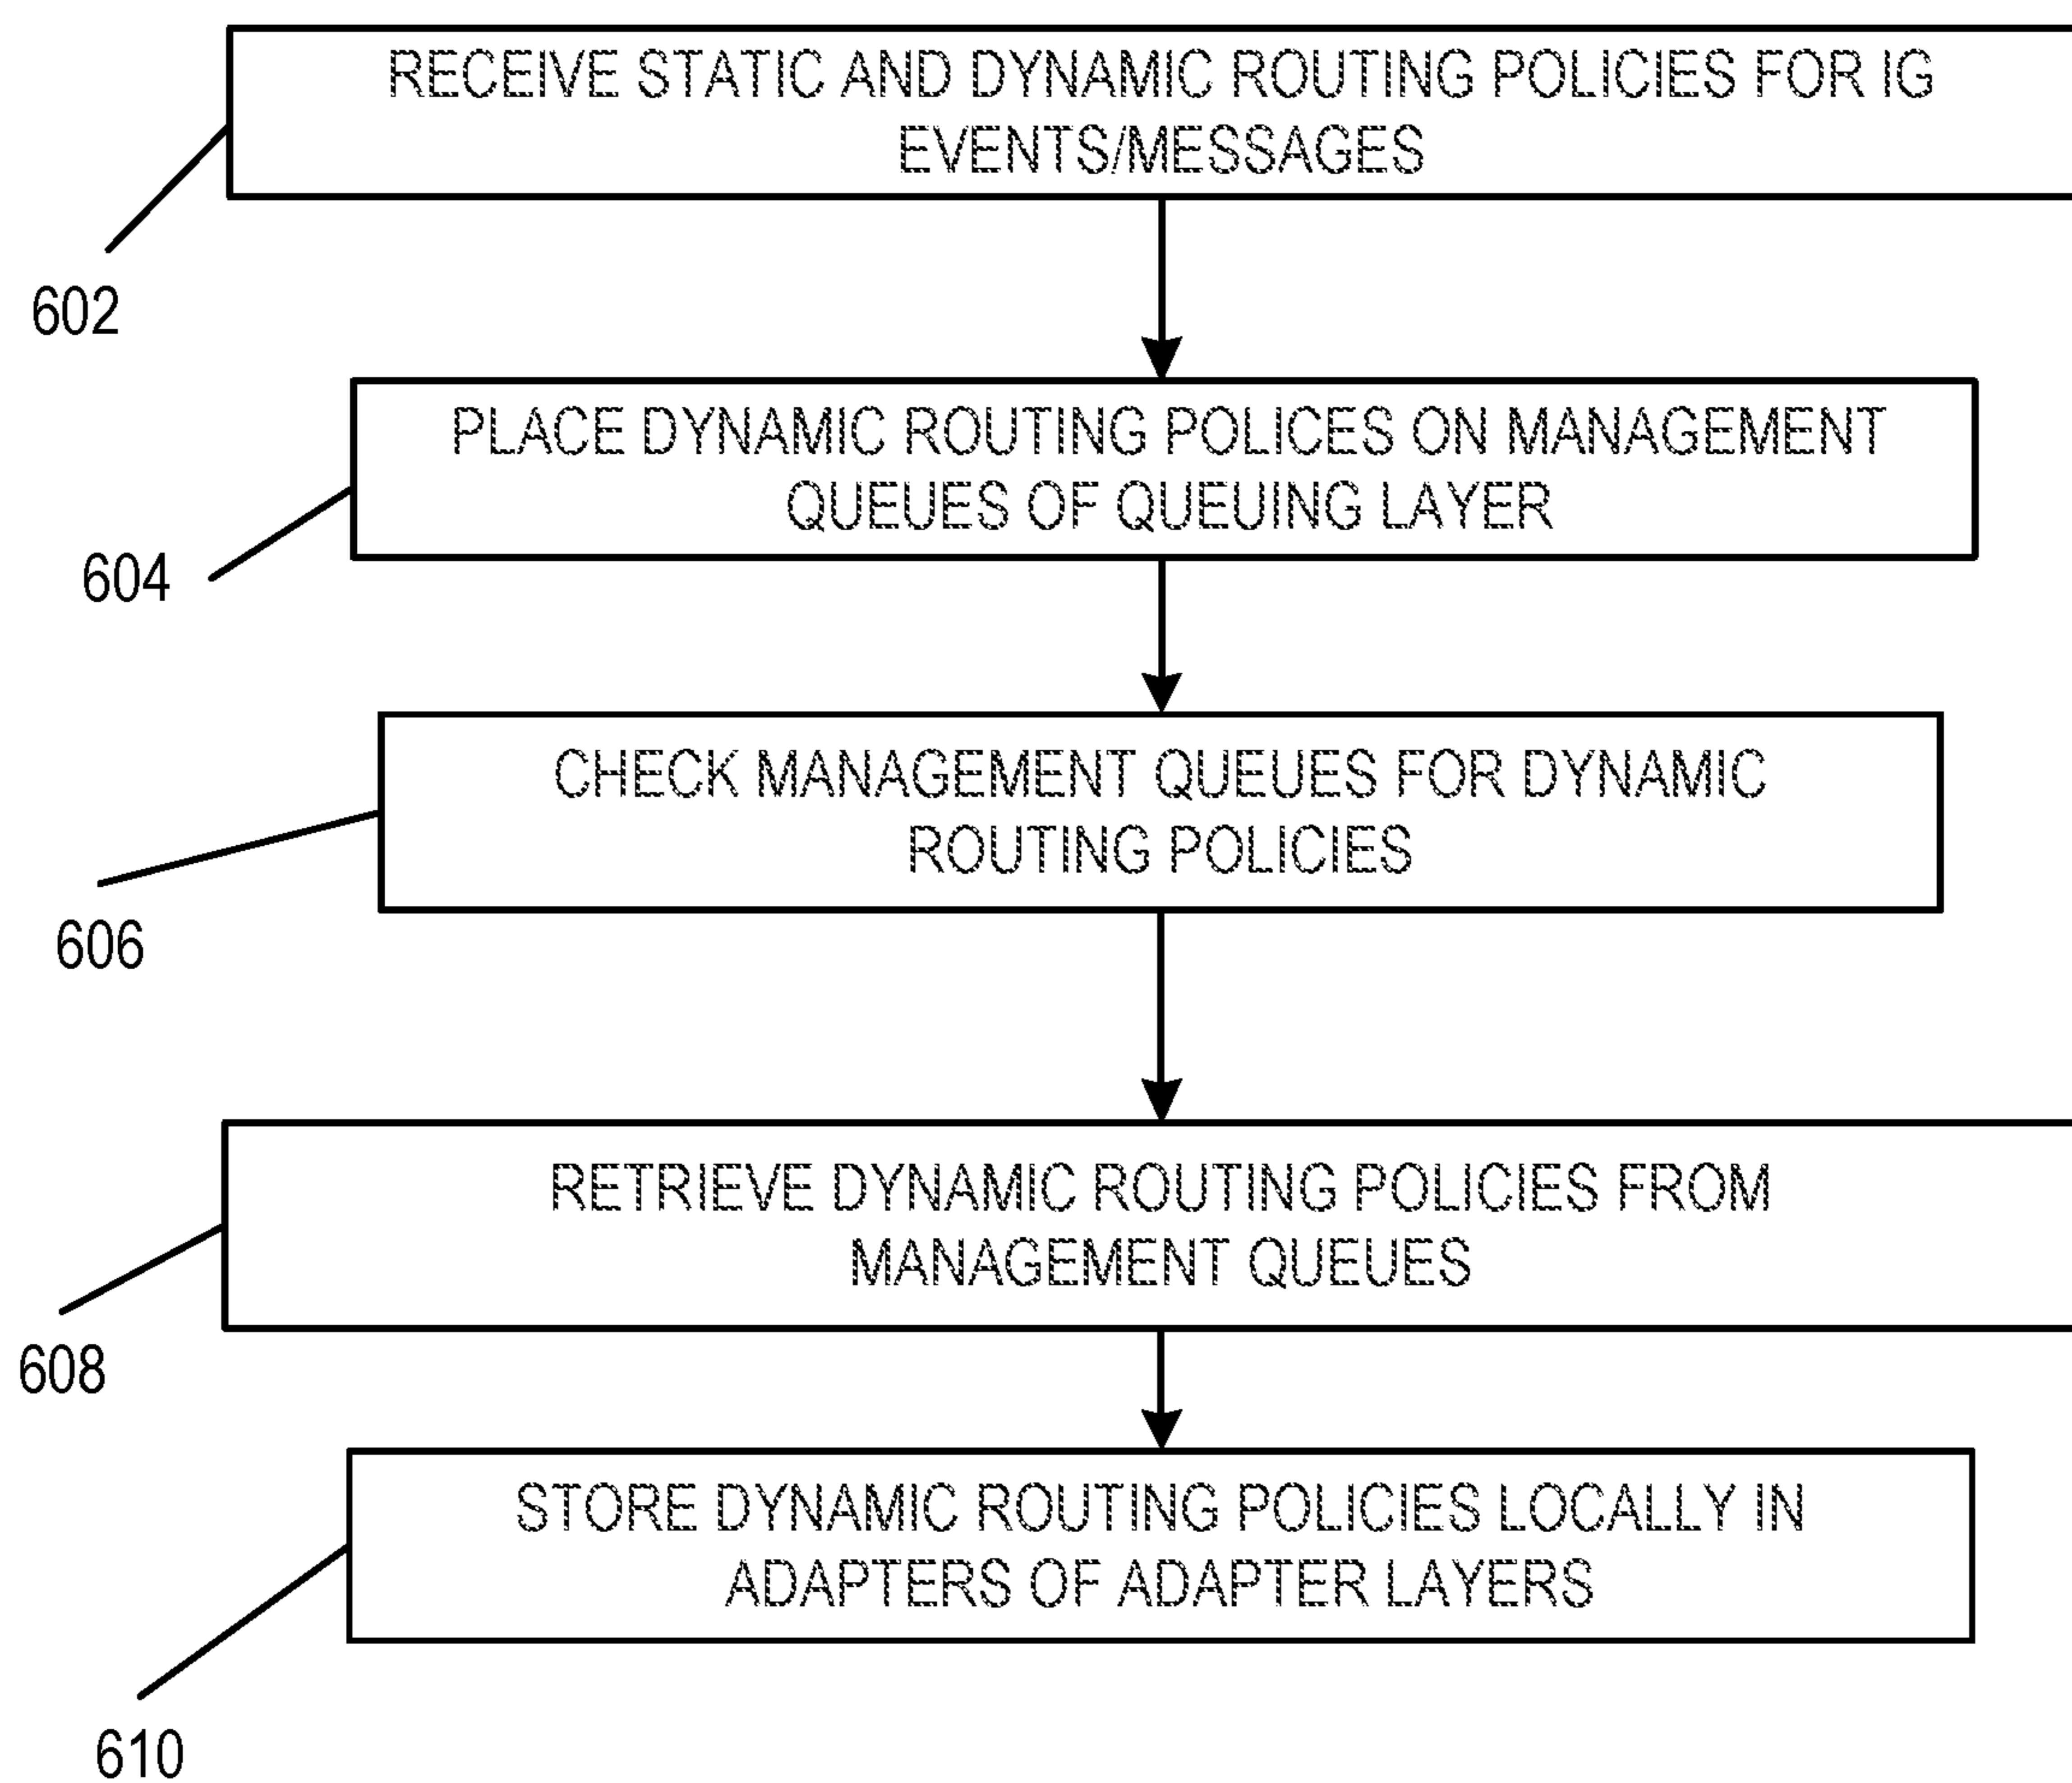 RECEIVE STATIC AND DYNAMIC ROUTING POLICIES FOR IG
EVENTS/MESSAGES
602
PLACE DYNAMIC ROUTING POLICES ON MANAGEMENT
QUEUES OF QUEUING LAYER
604
CHECK MANAGEMENT QUEUES FOR DYNAMIC
ROUTING POLICIES
606
RETRIEVE DYNAMIC ROUTING POLICIES FROM
MANAGEMENT QUEUES
608
STORE DYNAMIC ROUTING POLICIES LOCALLY IN
ADAPTERS OF ADAPTER LAYERS
610